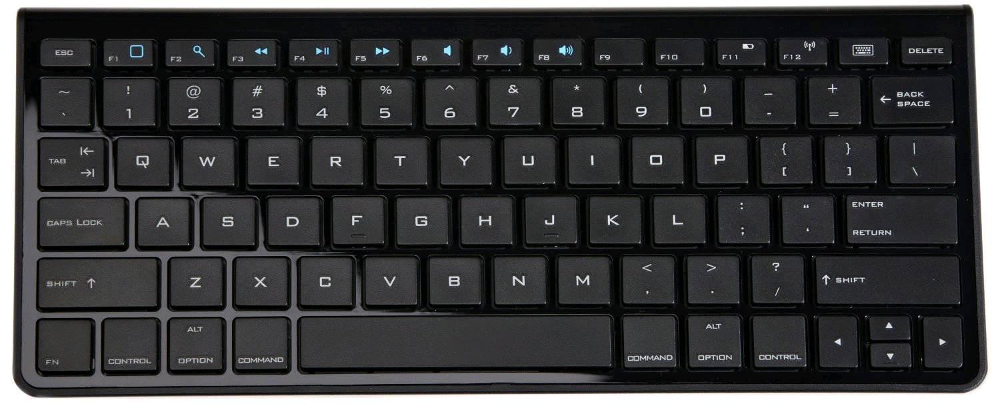 ESC F1 F2 F3 F4 F5 F6 F7 F8 F9 F10 F11 F12 DELETE
~ ! @ # $ % ^ & * ( ) _ + ← BACK
` 1 2 3 4 5 6 7 8 9 0 - = SPACE
TAB Q W E R T Y U I O P { } |
[ ] \
CAPS LOCK A S D F G H J K L : “ ENTER
; ‘ RETURN
SHIFT ↑ Z X C V B N M < > ? ↑ SHIFT
, . /
ALT ALT
FN CONTROL OPTION COMMAND COMMAND OPTION CONTROL